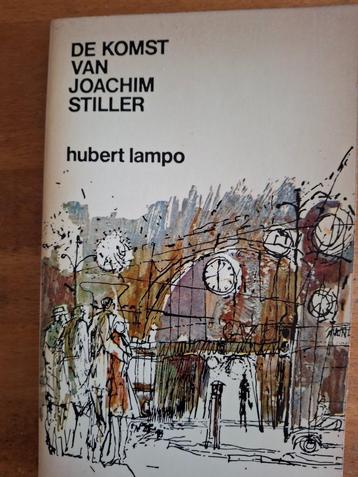 DE KOMST
VAN
JOACHIM
STILLER
hubert lampo